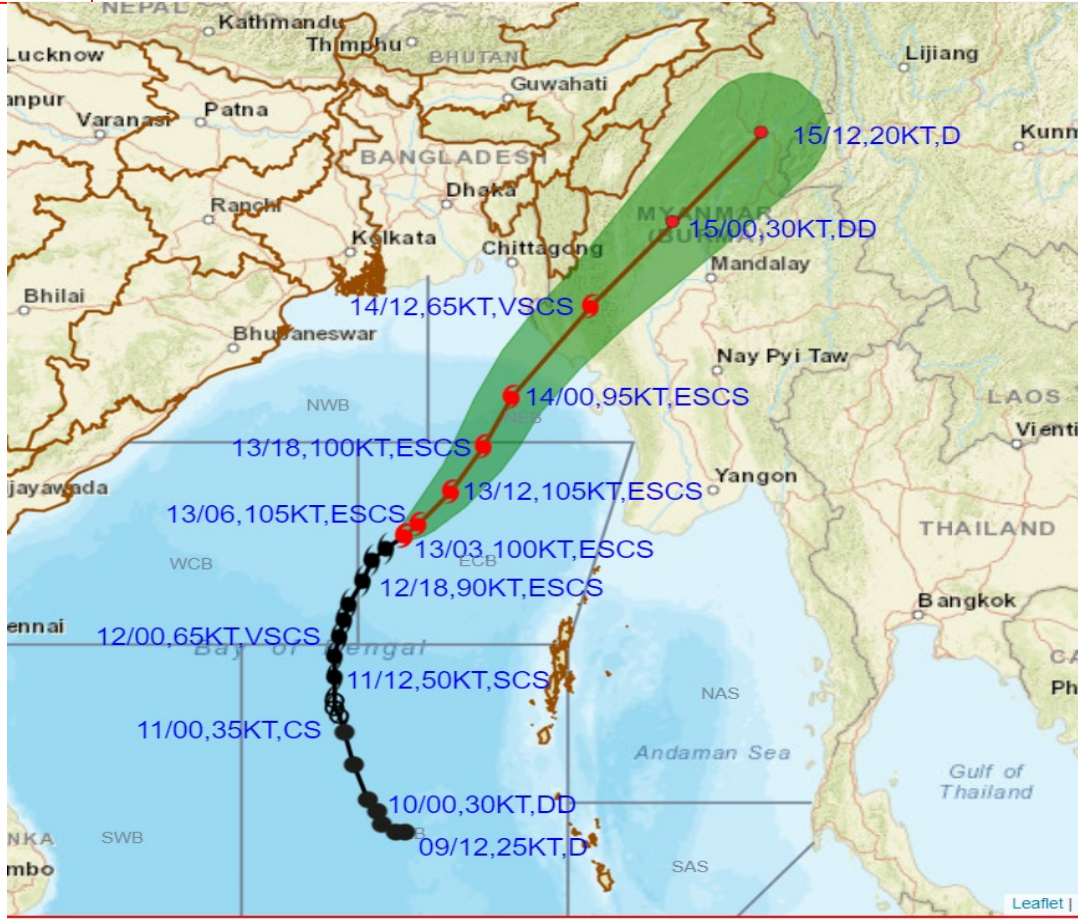 NEPAL
Kathmandu
Thimphu
BHUTAN
Lucknow
Lijiang
Guwahati
anpur
Varanasi
Patna
15/12,20KT,D
Kunm
BANGLADESH
Dhaka
Ranchi
MYANMAR
(BURMA)
15/00,30KT,DD
Kolkata
Chittagong
Mandalay
Bhilai
14/12,65KT,VSCS
Bhubaneswar
Nay Pyi Taw
14/00,95KT,ESCS
LAOS
NWB
NEB
Vienti
13/18,100KT,ESCS
jayawada
13/12,105KT,ESCS
Yangon
13/06,105KT,ESCS
THAILAND
13/03,100KT,ESCS
WCB
ECB
12/18,90KT,ESCS
Bangkok
ennai
12/00,65KT,VSCS
Bay of Bengal
CA
11/12,50KT,SCS
Ph
NAS
11/00,35KT,CS
Andaman Sea
Gulf of
Thailand
10/00,30KT,DD
NKA
SWB
B
09/12,25KT,D
mbo
SAS
Leaflet |